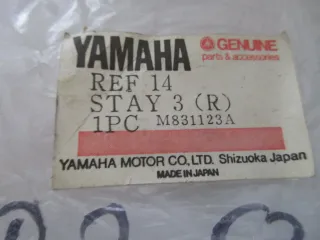 YAMAHA GENUINE
parts & accessories
REF 14
STAY 3 (R)
1PC M831123A
YAMAHA MOTOR CO., LTD. Shizuoka Japan
MADE IN JAPAN